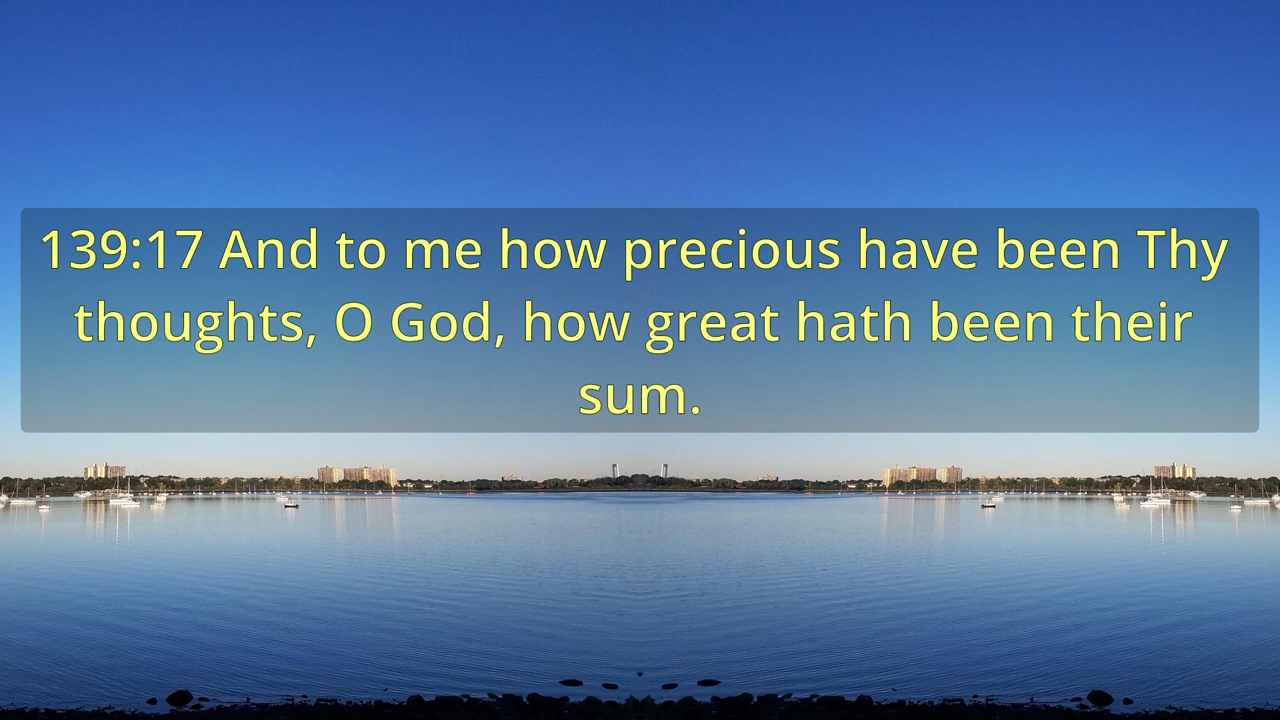 139:17 And to me how precious have been Thy
thoughts, O God, how great hath been their
sum.